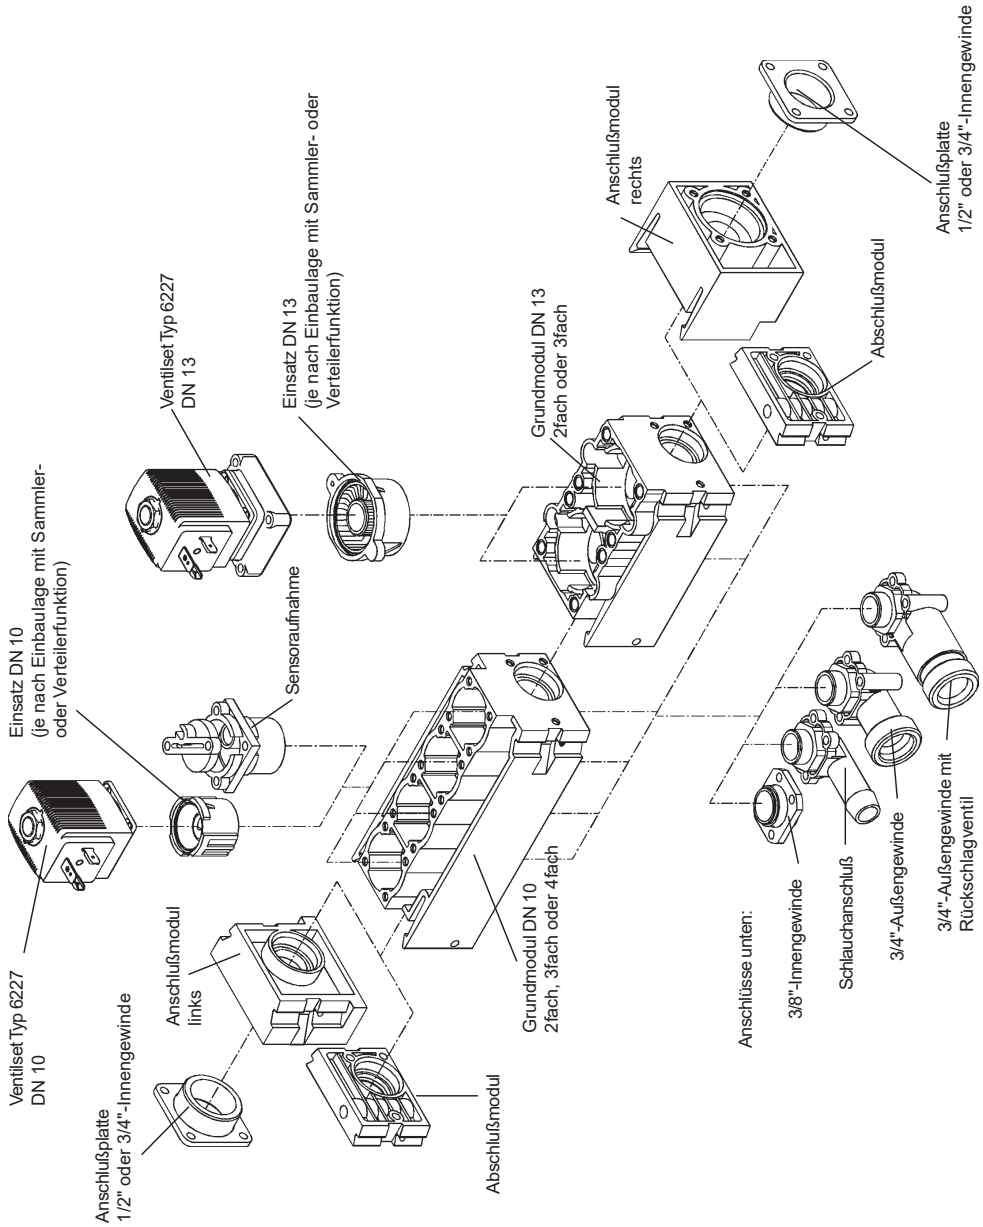 Ventilset Typ 6227
DN 10
Einsatz DN 10
(je nach Einbaulage mit Sammler-
oder Verteilerfunktion)
Sensoraufnahme
Ventilset Typ 6227
DN 13
Einsatz DN 13
(je nach Einbaulage mit Sammler- oder
Verteilerfunktion)
Anschlußplatte
1/2" oder 3/4"-Innengewinde
Anschlußmodul
links
Abschlußmodul
Grundmodul DN 10
2fach, 3fach oder 4fach
Grundmodul DN 13
2fach oder 3fach
Anschlußmodul
rechts
Abschlußmodul
Anschlußplatte
1/2" oder 3/4"-Innengewinde
Anschlüsse unten:
3/8"-Innengewinde
Schlauchanschluß
3/4"-Außengewinde
3/4"-Außengewinde mit
Rückschlagventil